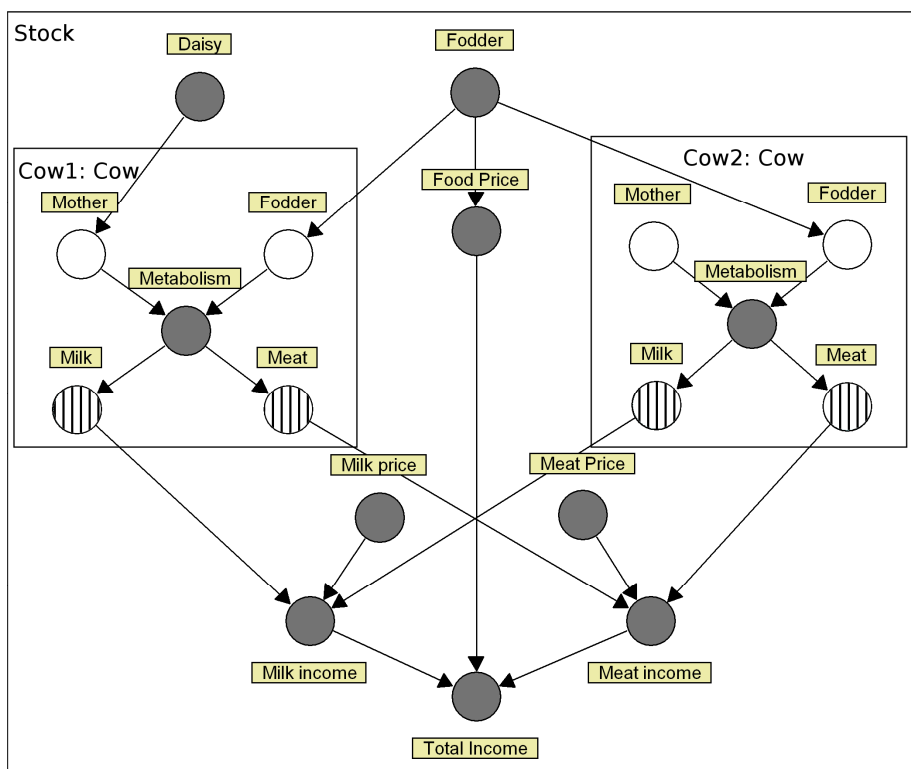 Stock
Daisy
Fodder
Cow1: Cow
Cow2: Cow
Mother
Fodder
Food Price
Mother
Fodder
Metabolism
Metabolism
Milk
Meat
Milk
Meat
Milk price
Meat Price
Milk income
Meat income
Total Income